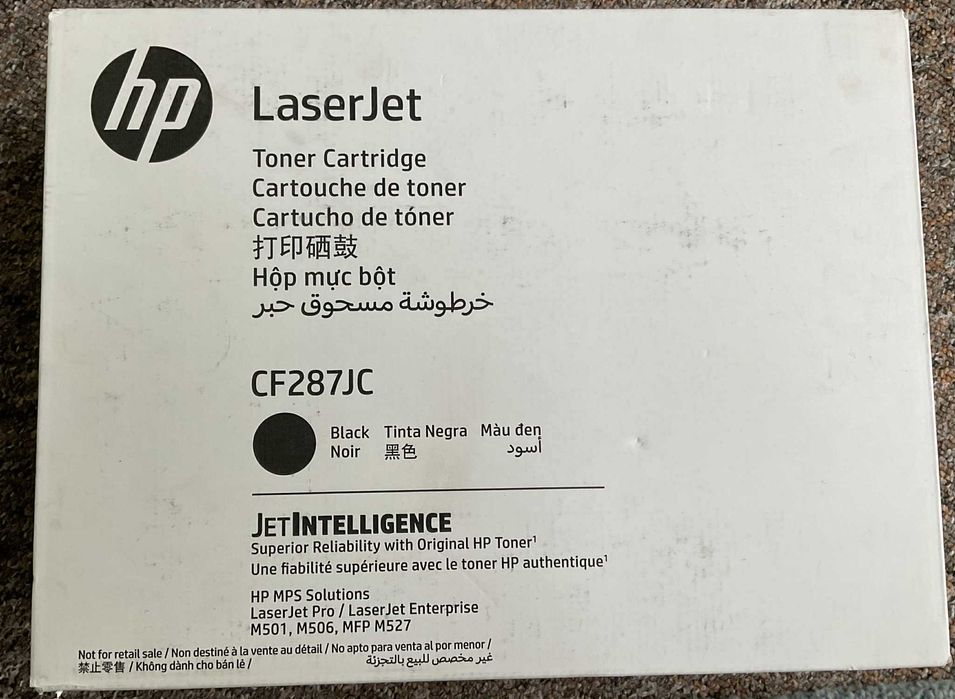 hp
LaserJet
Toner Cartridge
Cartouche de toner
Cartucho de tóner
打印硒鼓
Hộp mực bột
خرطوشة مسحوق حبر
CF287JC
Black Tinta Negra Màu đen
Noir 黑色 أسود
JETINTELLIGENCE
Superior Reliability with Original HP Toner¹
Une fiabilité supérieure avec le toner HP authentique¹
HP MPS Solutions
LaserJet Pro / LaserJet Enterprise
M501, M506, MFP M527
Not for retail sale / Non destiné à la vente au détail / No apto para venta al por menor /
禁止零售 / Không dành cho bán lẻ / غير مخصص للبيع بالتجزئة